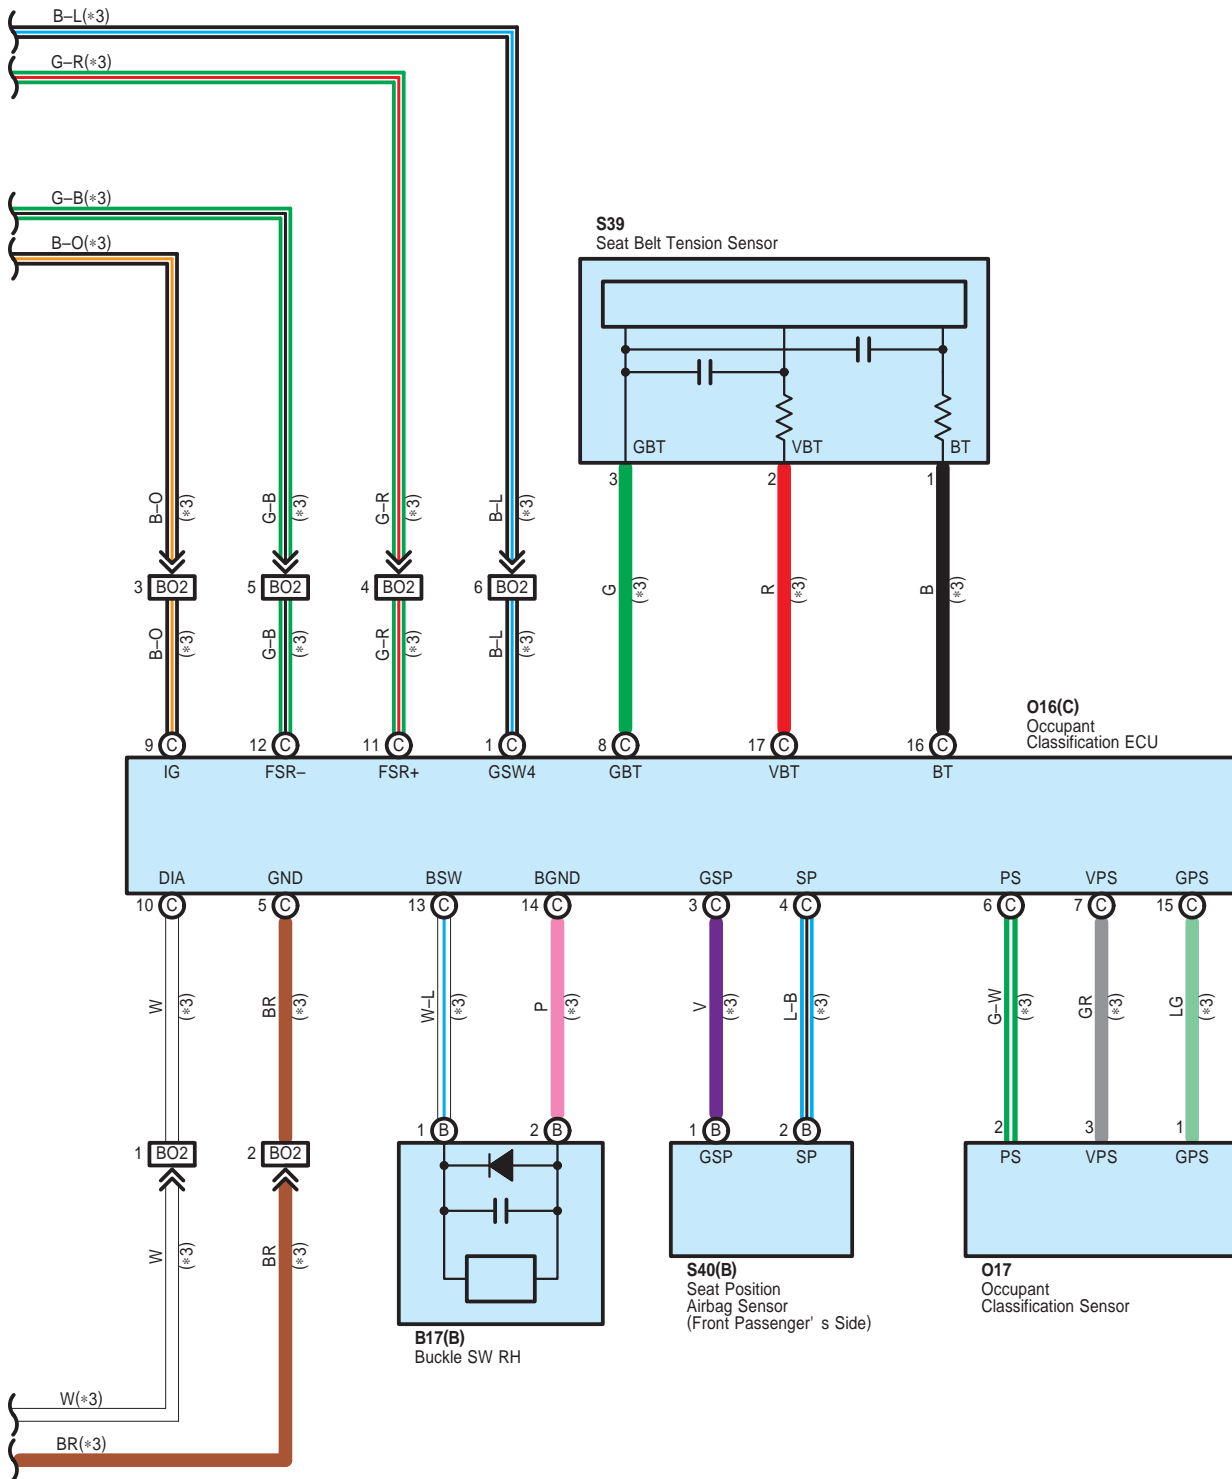 B–L(*3)
G–R(*3)
G–B(*3)
B–O(*3)
S39
Seat Belt Tension Sensor
GBT VBT BT
3 2 1
B–O (*3) G–B (*3) G–R (*3) B–L (*3)
3 BO2 5 BO2 4 BO2 6 BO2
G (*3) R (*3) B (*3)
B–O (*3) G–B (*3) G–R (*3) B–L (*3)
O16(C)
Occupant
Classification ECU
9 C 12 C 11 C 1 C 8 C 17 C 16 C
IG FSR– FSR+ GSW4 GBT VBT BT
DIA GND BSW BGND GSP SP PS VPS GPS
10 C 5 C 13 C 14 C 3 C 4 C 6 C 7 C 15 C
W (*3) BR (*3) W–L (*3) P (*3) V (*3) L–B (*3) G–W (*3) GR (*3) LG (*3)
1 B 2 B 1 B 2 B 2 3 1
1 BO2 2 BO2
GSP SP PS VPS GPS
W (*3) BR (*3)
S40(B)
Seat Position
Airbag Sensor
(Front Passenger' s Side)
O17
Occupant
Classification Sensor
B17(B)
Buckle SW RH
W(*3)
BR(*3)